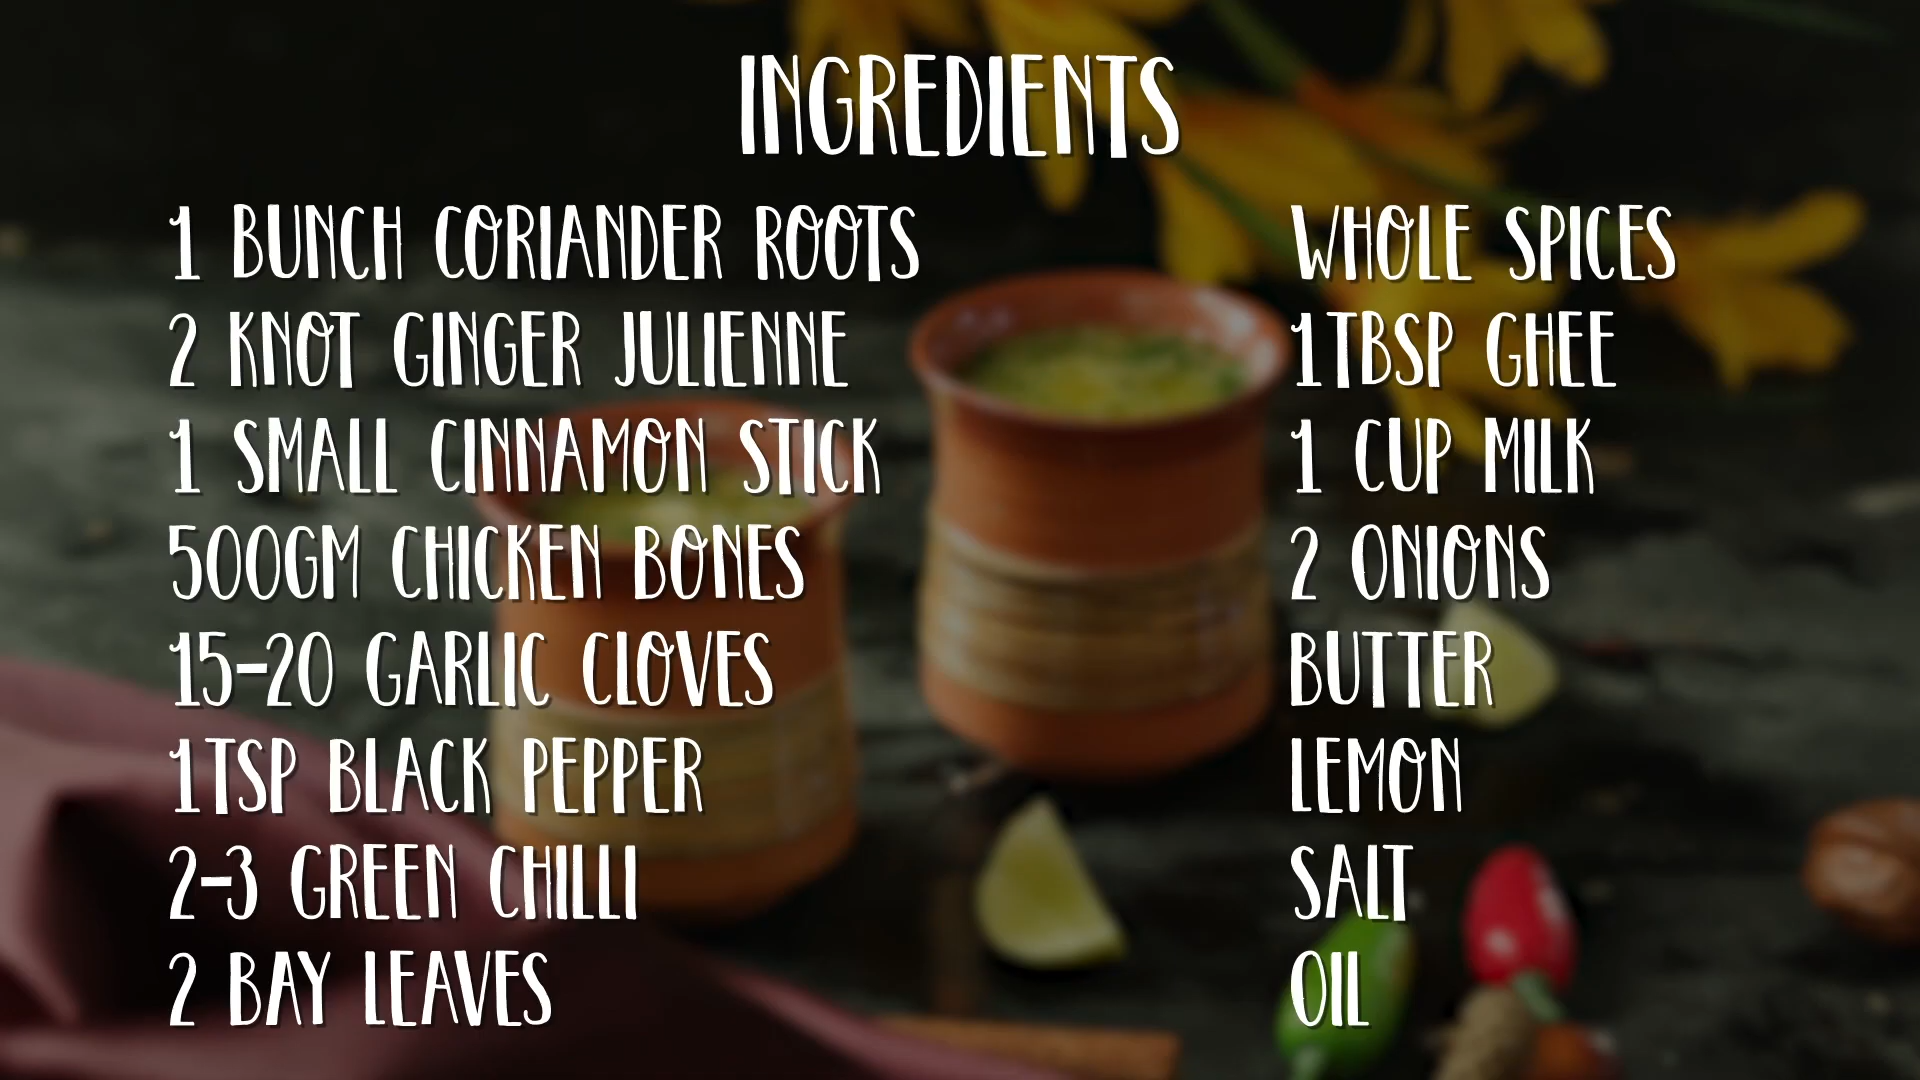 INGREDIENTS
1 BUNCH CORIANDER ROOTS
2 KNOT GINGER JULIENNE
1 SMALL CINNAMON STICK
500GM CHICKEN BONES
15-20 GARLIC CLOVES
1TSP BLACK PEPPER
2-3 GREEN CHILLI
2 BAY LEAVES
WHOLE SPICES
1TBSP GHEE
1 CUP MILK
2 ONIONS
BUTTER
LEMON
SALT
OIL